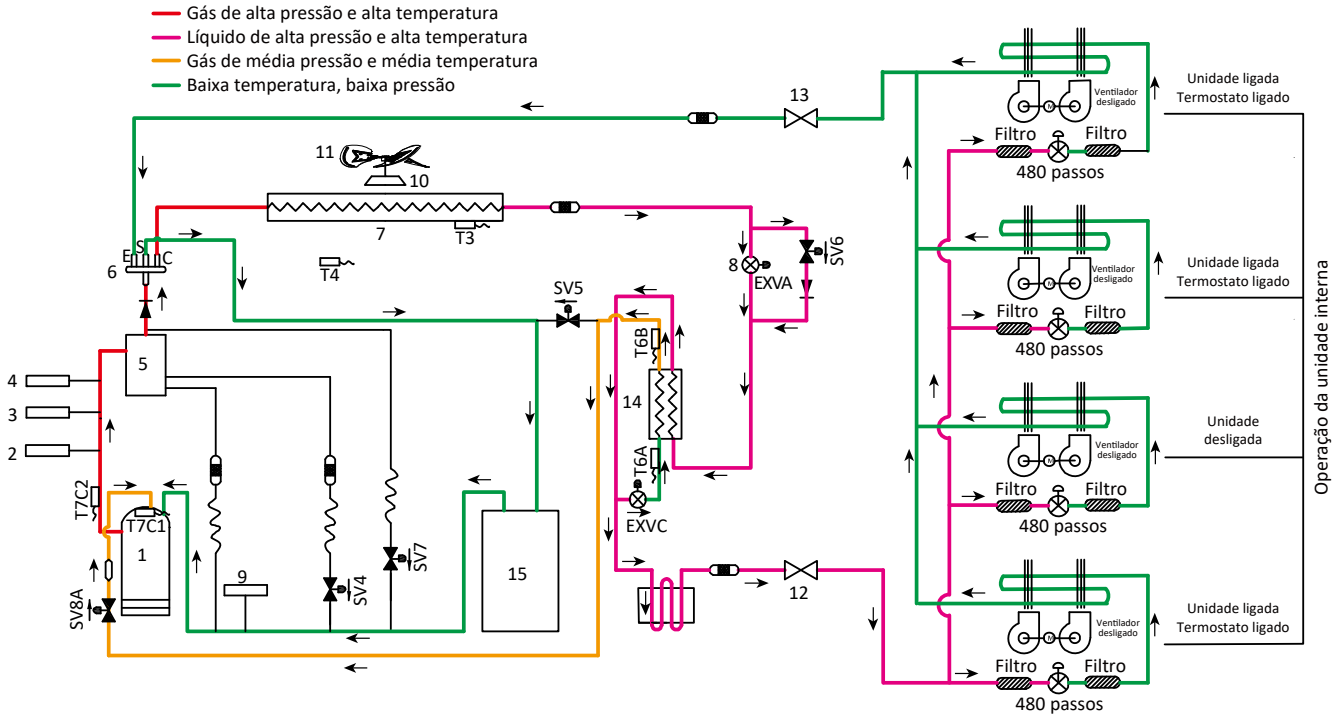 Gás de alta pressão e alta temperatura
Líquido de alta pressão e alta temperatura
Gás de média pressão e média temperatura
Baixa temperatura, baixa pressão
13
11
10
7
T3
T4
E
S
C
6
5
4
3
2
T7C2
T7C1
1
SV8A
9
SV4
SV7
15
SV5
T6B
14
T6A
EXVC
8
EXVA
SV6
12
M
Ventilador
desligado
Filtro
Filtro
480 passos
Unidade ligada
Termostato ligado
M
Ventilador
desligado
Filtro
Filtro
480 passos
Unidade ligada
Termostato ligado
M
Ventilador
desligado
Filtro
Filtro
480 passos
Unidade
desligada
M
Ventilador
desligado
Filtro
Filtro
480 passos
Unidade ligada
Termostato ligado
Operação da unidade interna